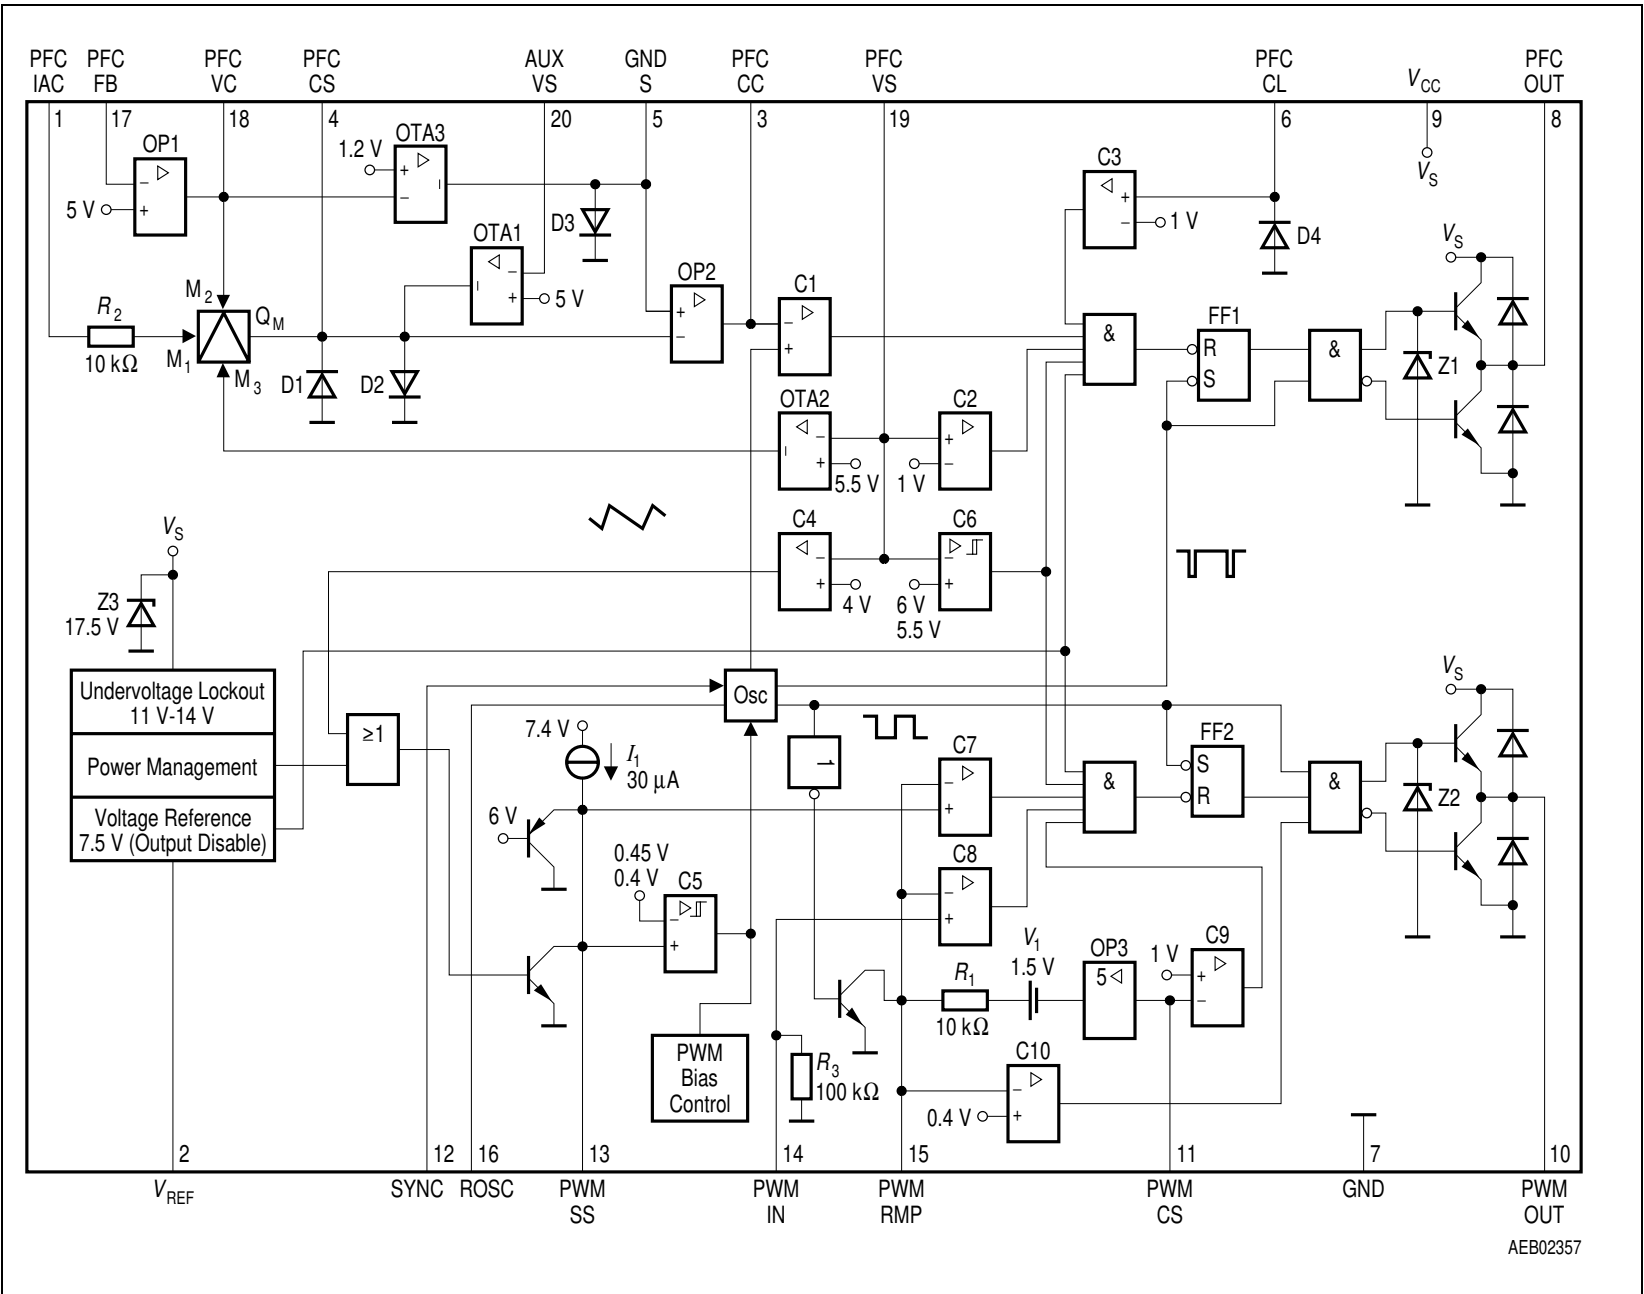 PFC IAC
PFC FB
PFC VC
PFC CS
AUX VS
GND S
PFC CC
PFC VS
PFC CL
VCC
PFC OUT
1
17
18
4
20
5
3
19
6
9
8
OP1
OTA3
1.2 V
C3
VS
5 V
1 V
D3
D4
OTA1
VS
OP2
C1
M2
QM
5 V
R2
10 kΩ
M1
M3
D1
D2
&
FF1
R
S
&
Z1
OTA2
C2
5.5 V
1 V
VS
C4
C6
Z3
17.5 V
4 V
6 V
5.5 V
Undervoltage Lockout
11 V-14 V
Power Management
Voltage Reference
7.5 V (Output Disable)
≥1
Osc
VS
7.4 V
I1
30 µA
1
C7
FF2
S
R
&
&
Z2
6 V
0.45 V
0.4 V
C5
C8
V1
1.5 V
OP3
5
1 V
C9
R1
10 kΩ
PWM
Bias
Control
R3
100 kΩ
C10
0.4 V
2
12
16
13
14
15
11
7
10
VREF
SYNC
ROSC
PWM SS
PWM IN
PWM RMP
PWM CS
GND
PWM OUT
AEB02357